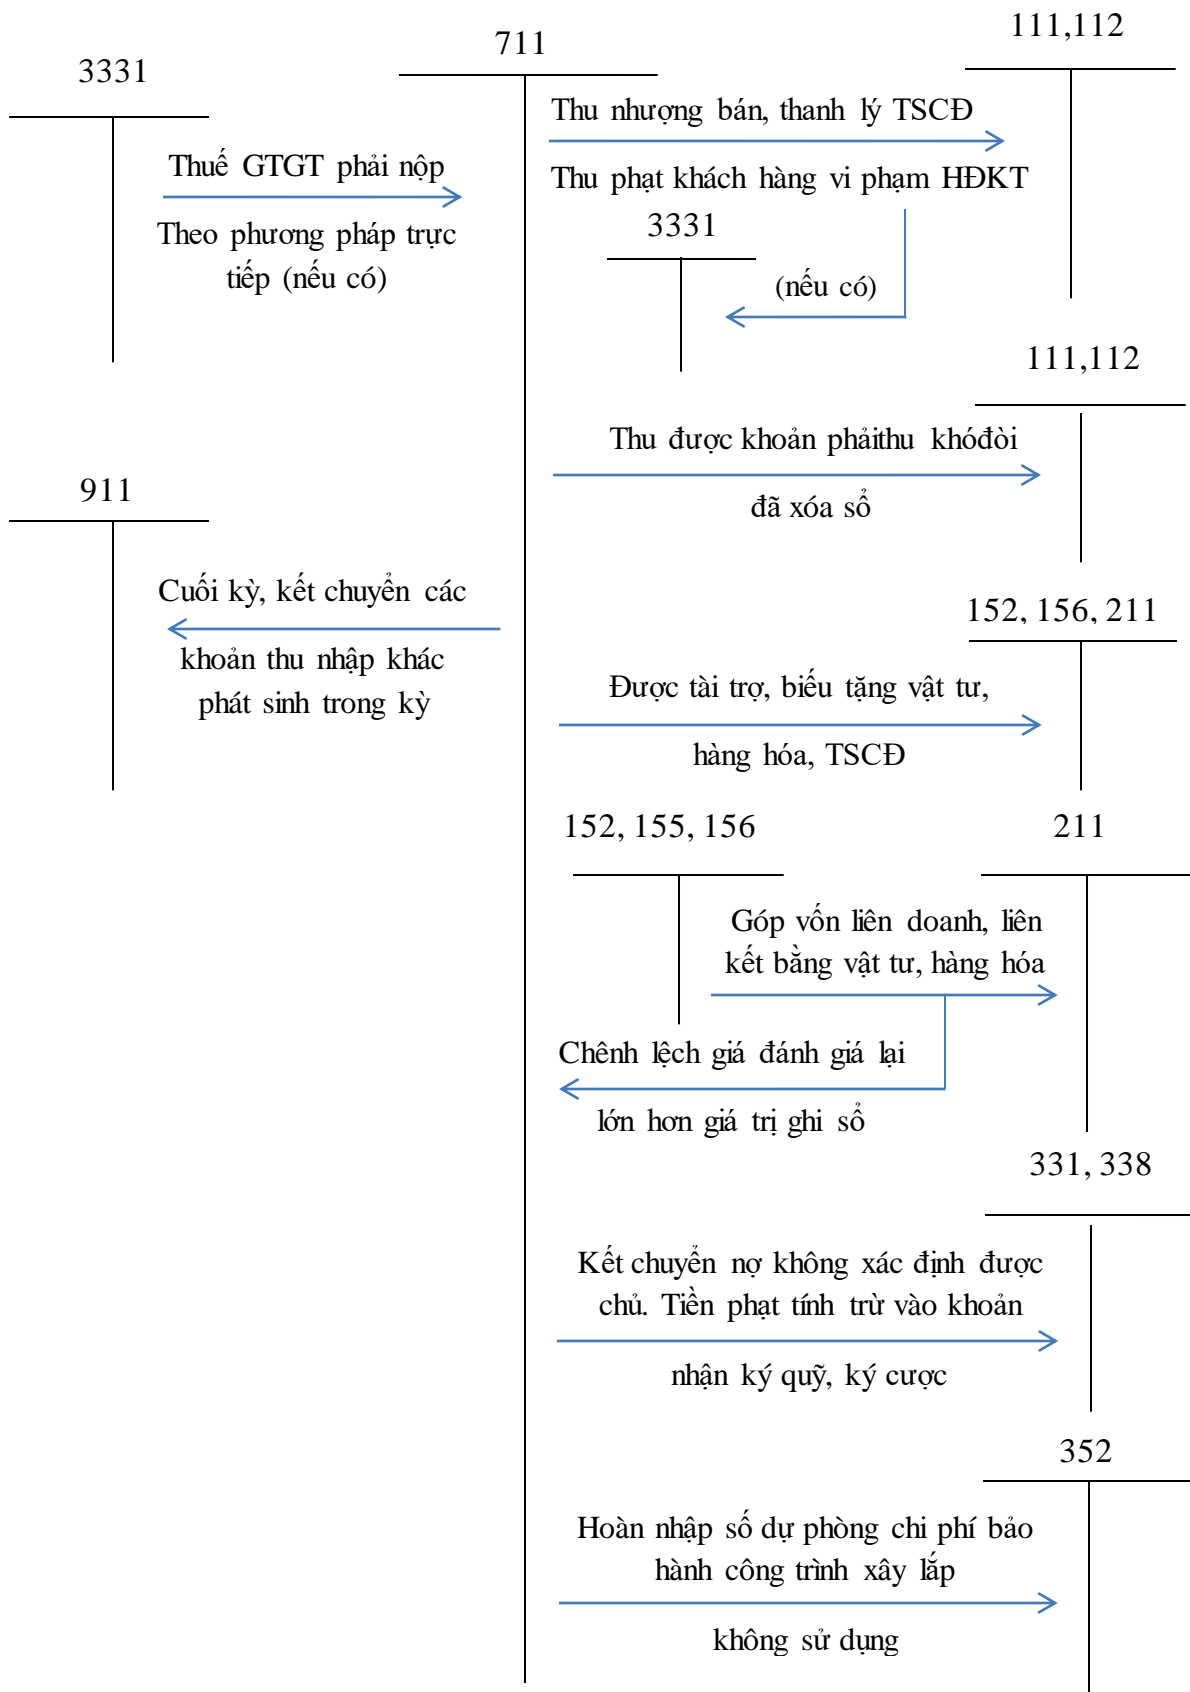 111,112
711
3331
Thu nhượng bán, thanh lý TSCĐ
Thuế GTGT phải nộp
Thu phạt khách hàng vi phạm HĐKT
Theo phương pháp trực
tiếp (nếu có)
3331
(nếu có)
111,112
Thu được khoản phảithu khóđòi
đã xóa sổ
911
Cuối kỳ, kết chuyển các
khoản thu nhập khác
phát sinh trong kỳ
152, 156, 211
Được tài trợ, biếu tặng vật tư,
hàng hóa, TSCĐ
152, 155, 156
211
Góp vốn liên doanh, liên
kết bằng vật tư, hàng hóa
Chênh lệch giá đánh giá lại
lớn hơn giá trị ghi sổ
331, 338
Kết chuyển nợ không xác định được
chủ. Tiền phạt tính trừ vào khoản
nhận ký quỹ, ký cược
352
Hoàn nhập số dự phòng chi phí bảo
hành công trình xây lắp
không sử dụng